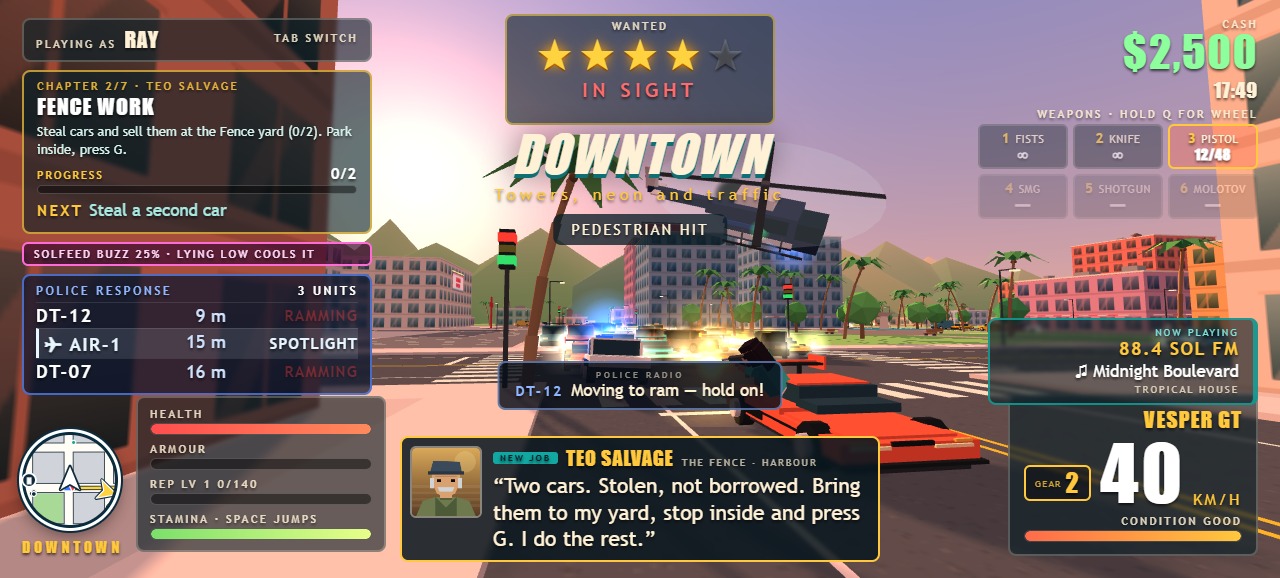 PLAYING AS RAY TAB SWITCH
CHAPTER 2/7 · TEO SALVAGE
FENCE WORK
Steal cars and sell them at the Fence yard (0/2). Park
inside, press G.
PROGRESS 0/2
NEXT Steal a second car
SOLFEED BUZZ 25% · LYING LOW COOLS IT
POLICE RESPONSE 3 UNITS
DT-12 9 m RAMMING
AIR-1 15 m SPOTLIGHT
DT-07 16 m RAMMING
HEALTH
ARMOUR
REP LV 1 0/140
STAMINA · SPACE JUMPS
DOWNTOWN
WANTED
IN SIGHT
DOWNTOWN
Towers, neon and traffic
PEDESTRIAN HIT
POLICE RADIO
DT-12 Moving to ram — hold on!
NEW JOB TEO SALVAGE THE FENCE · HARBOUR
“Two cars. Stolen, not borrowed. Bring
them to my yard, stop inside and press
G. I do the rest.”
CASH
$2,500
17:49
WEAPONS · HOLD Q FOR WHEEL
1 FISTS 2 KNIFE 3 PISTOL
∞ ∞ 12/48
4 SMG 5 SHOTGUN 6 MOLOTOV
— — —
NOW PLAYING
88.4 SOL FM
♫ Midnight Boulevard
TROPICAL HOUSE
VESPER GT
GEAR 2 40 KM/H
CONDITION GOOD